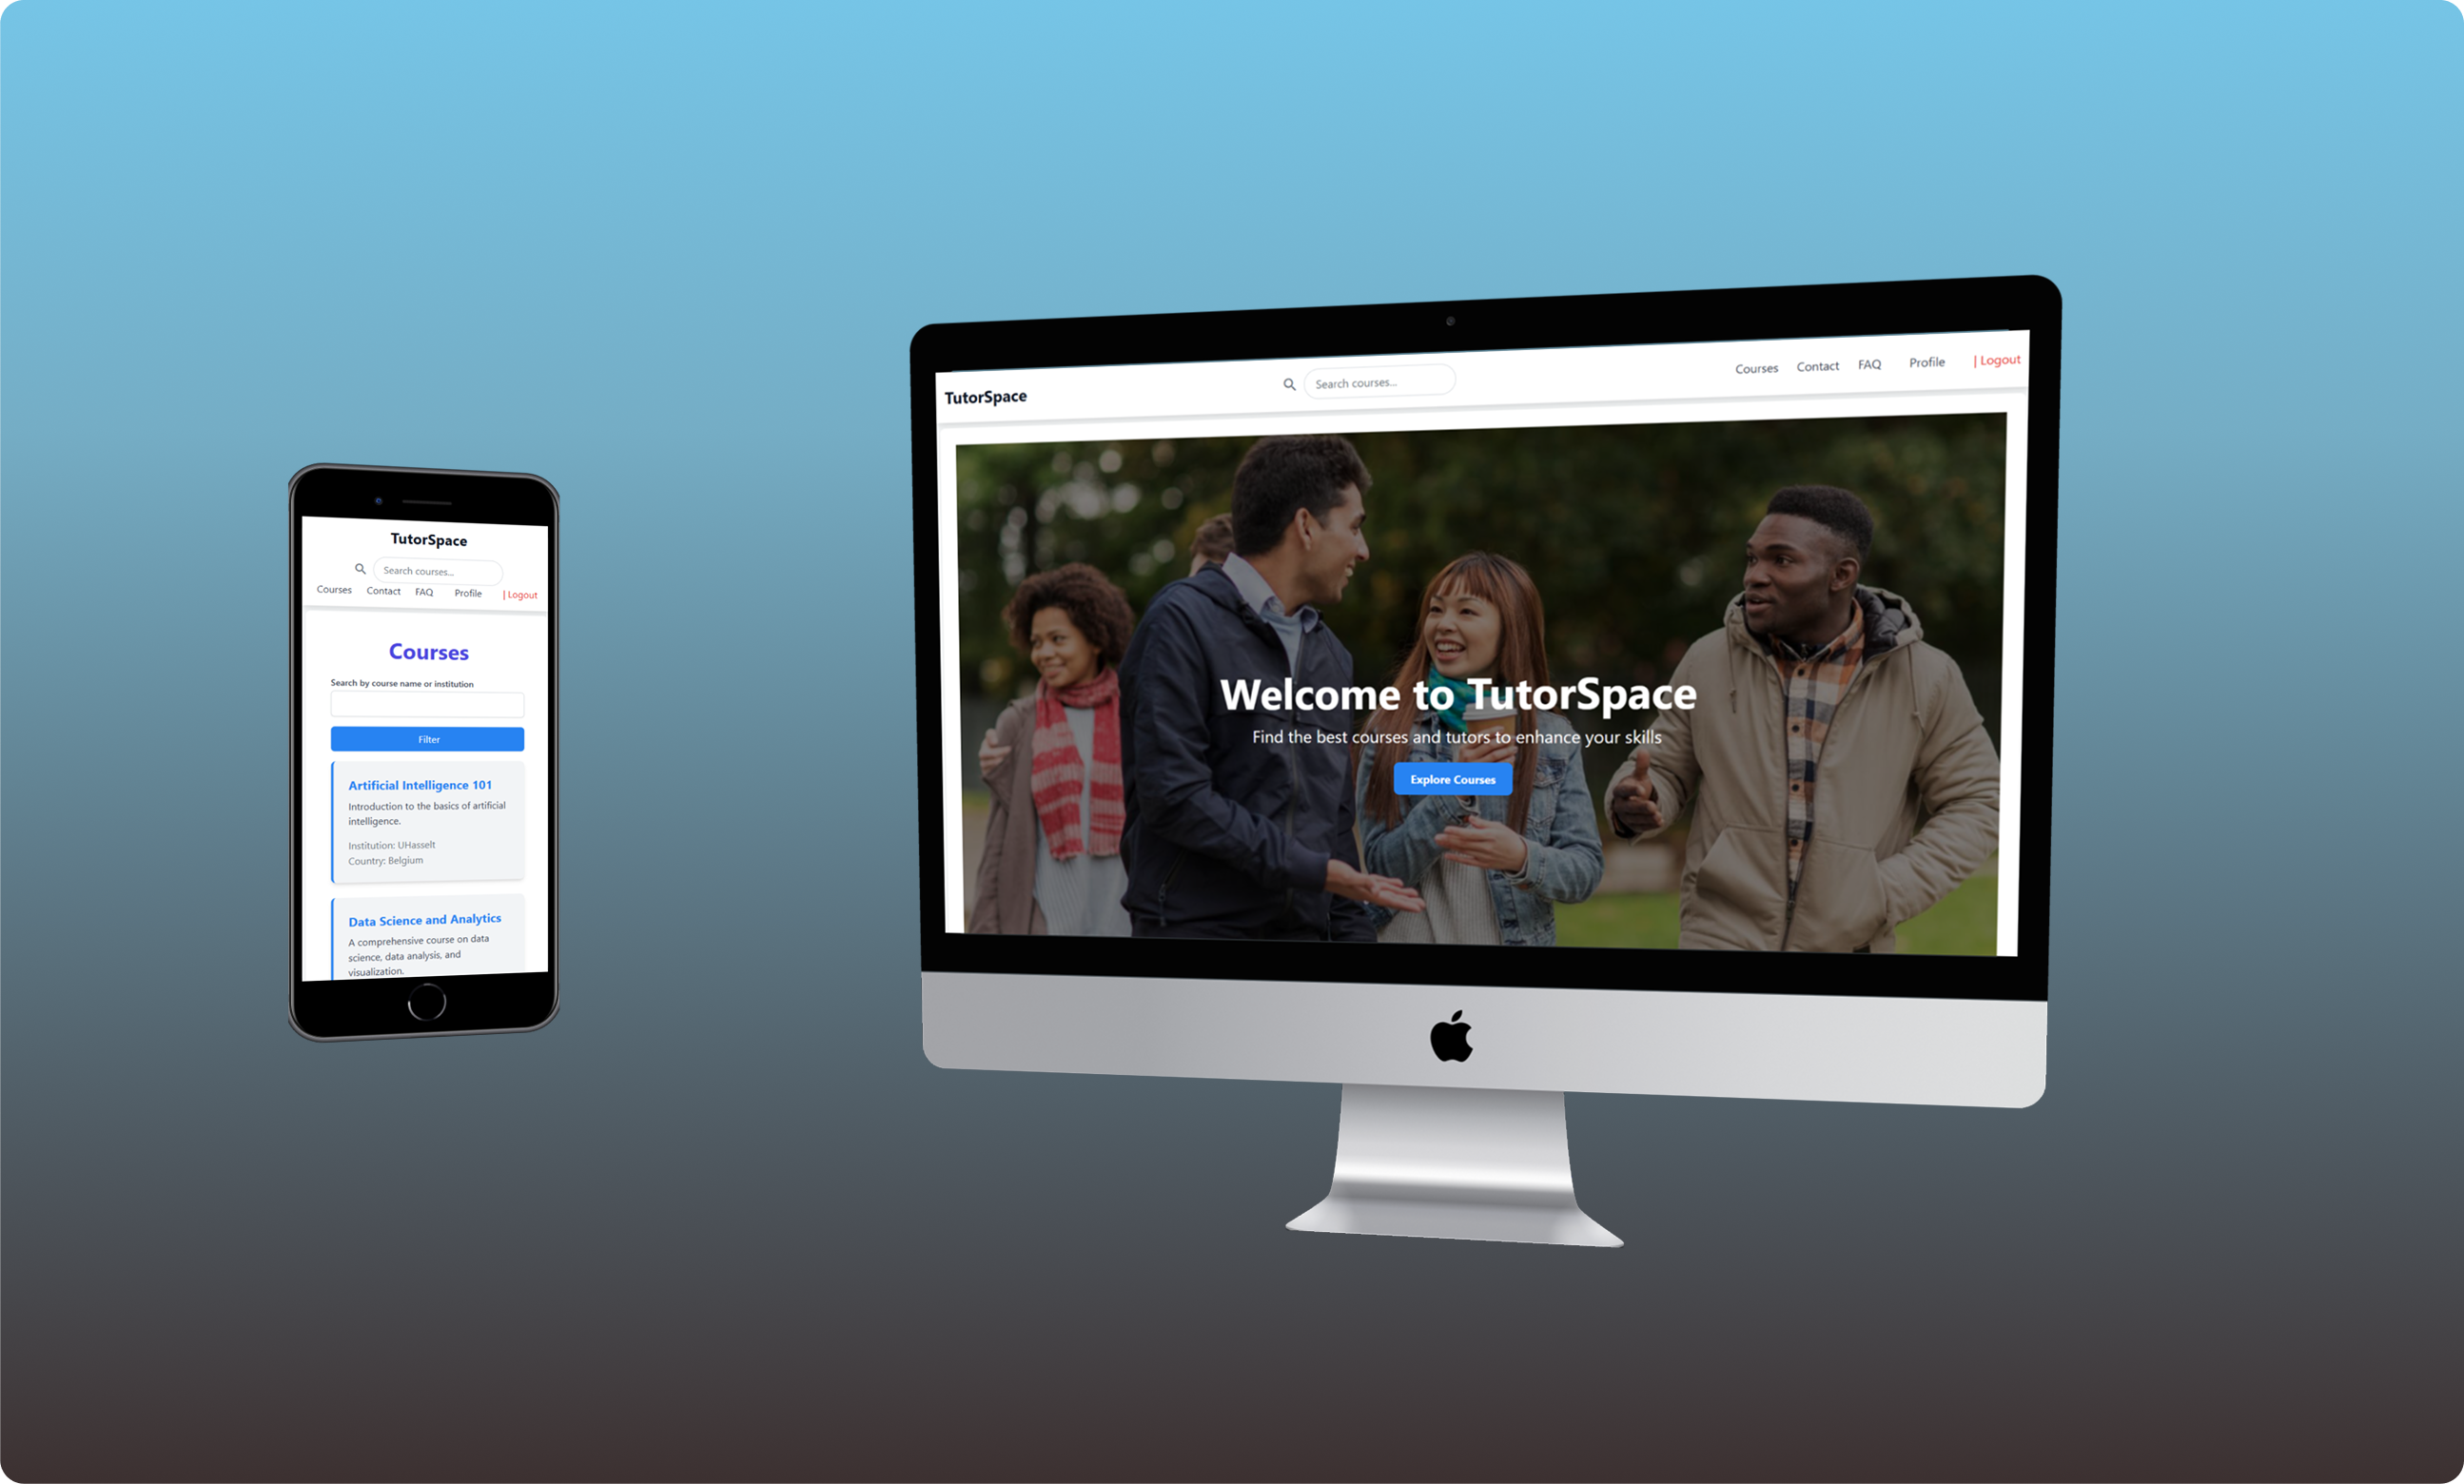 TutorSpace
Search courses...
Courses Contact FAQ Profile | Logout
Courses
Search by course name or institution
Filter
Artificial Intelligence 101
Introduction to the basics of artificial
intelligence.
Institution: UHasselt
Country: Belgium
Data Science and Analytics
A comprehensive course on data
science, data analysis, and
visualization.
TutorSpace
Search courses...
Courses Contact FAQ Profile | Logout
Welcome to TutorSpace
Find the best courses and tutors to enhance your skills
Explore Courses